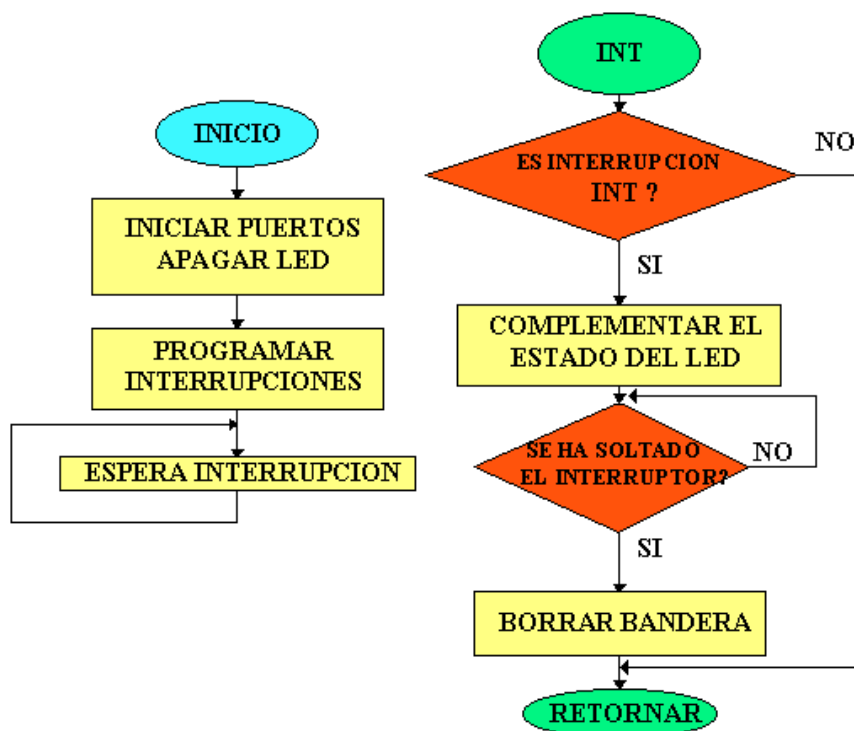 INICIO
INICIAR PUERTOS
APAGAR LED
PROGRAMAR
INTERRUPCIONES
ESPERA INTERRUPCION
INT
ES INTERRUPCION
INT ?
NO
SI
COMPLEMENTAR EL
ESTADO DEL LED
SE HA SOLTADO
EL INTERRUPTOR?
NO
SI
BORRAR BANDERA
RETORNAR